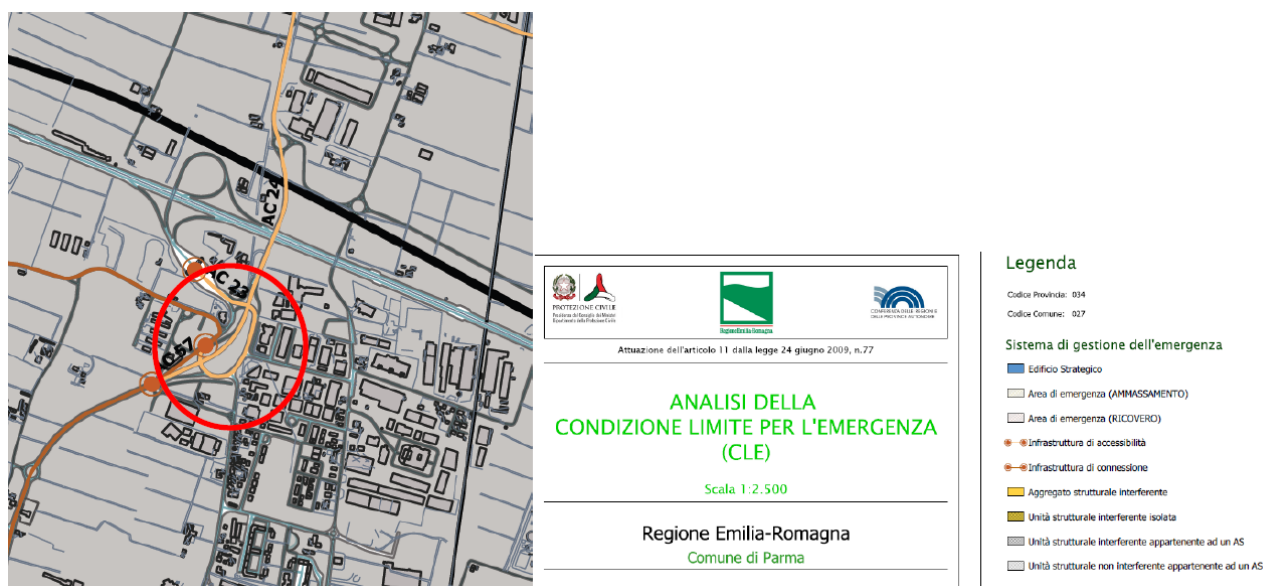 AC 24
AC 23
PROTEZIONE CIVILE
Presidenza del Consiglio dei Ministri
Dipartimento della Protezione Civile
RegioneEmilia-Romagna
CONFERENZA DELLE REGIONI E
DELLE PROVINCE AUTONOME
Attuazione dell'articolo 11 dalla legge 24 giugno 2009, n.77
ANALISI DELLA
CONDIZIONE LIMITE PER L'EMERGENZA
(CLE)
Scala 1:2.500
Regione Emilia-Romagna
Comune di Parma
Legenda
Codice Provincia: 034
Codice Comune: 027
Sistema di gestione dell'emergenza
Edificio Strategico
Area di emergenza (AMMASSAMENTO)
Area di emergenza (RICOVERO)
Infrastruttura di accessibilità
Infrastruttura di connessione
Aggregato strutturale interferente
Unità strutturale interferente isolata
Unità strutturale interferente appartenente ad un AS
Unità strutturale non interferente appartenente ad un AS